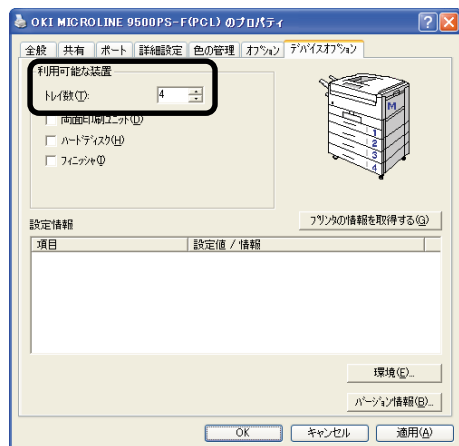 OKI MICROLINE 9500PS-F(PCL) のプロパティ
全般 共有 ポート 詳細設定 色の管理 オプション デバイスオプション
利用可能な装置
トレイ数(T): 4
両面印刷ユニット(D)
ハードディスク(H)
フィニッシャ(I)
M
1
2
3
4
プリンタの情報を取得する(G)
設定情報
項目 設定値 / 情報
環境(E)...
バージョン情報(B)...
OK キャンセル 適用(A)